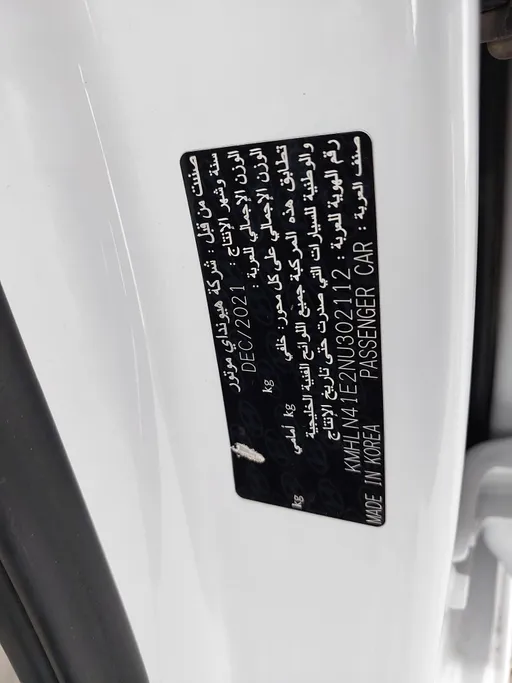 صنعت من قبل : شركة هيونداي موتور
سنة وشهر الإنتاج : DEC/2021
الوزن الإجمالي للعربة : kg
الوزن الإجمالي على كل محور: خلفي kg أمامي kg
تطابق هذه المركبة جميع اللوائح الفنية الخليجية
والوطنية للسيارات التي صدرت حتى تاريخ الإنتاج
رقم الهوية للعربة : KMHLN41E2NU302112
صنف العربة : PASSENGER CAR MADE IN KOREA